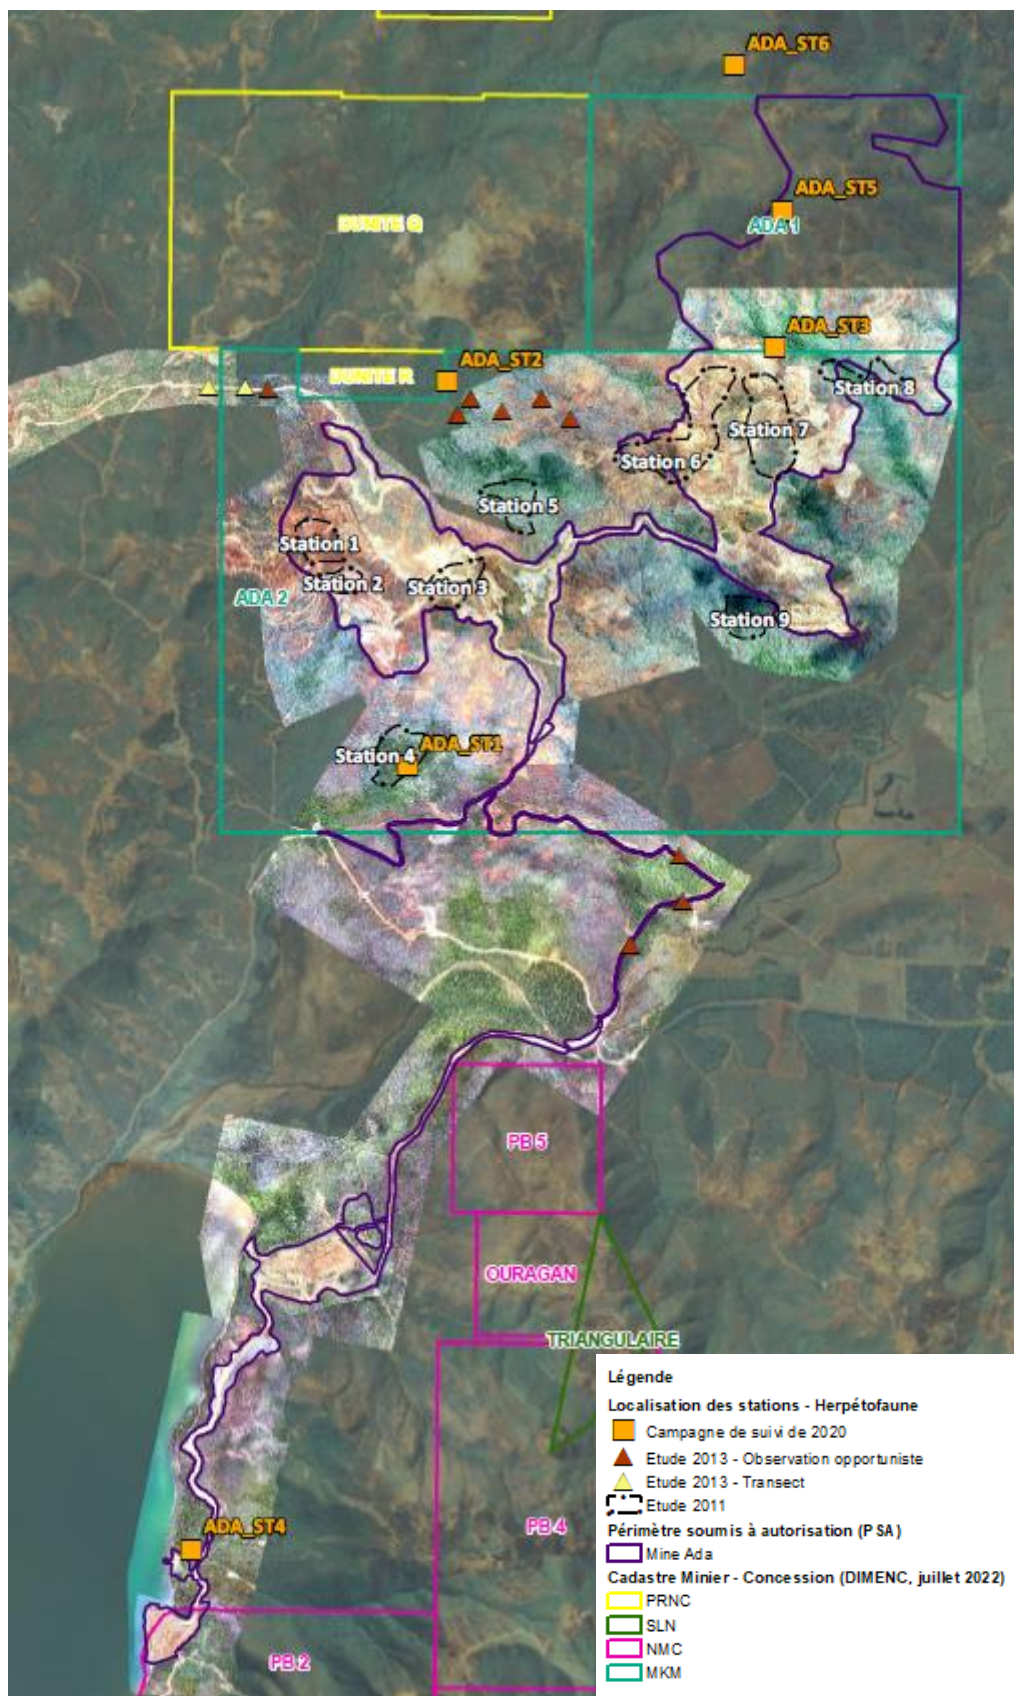 ADA_ST6
ADA_ST5
DUNITE Q
ADA 1
ADA_ST3
ADA_ST2
DUNITE R
Station 8
Station 7
Station 6
Station 5
Station 1
Station 2
Station 3
ADA 2
Station 9
ADA_ST1
Station 4
PB 5
OURAGAN
TRIANGULAIRE
PB 4
ADA_ST4
PB 2
Légende
Localisation des stations - Herpétofaune
Campagne de suivi de 2020
Etude 2013 - Observation opportuniste
Etude 2013 - Transect
Etude 2011
Périmètre soumis à autorisation (PSA)
Mine Ada
Cadastre Minier - Concession (DIMENC, juillet 2022)
PRNC
SLN
NMC
MKM